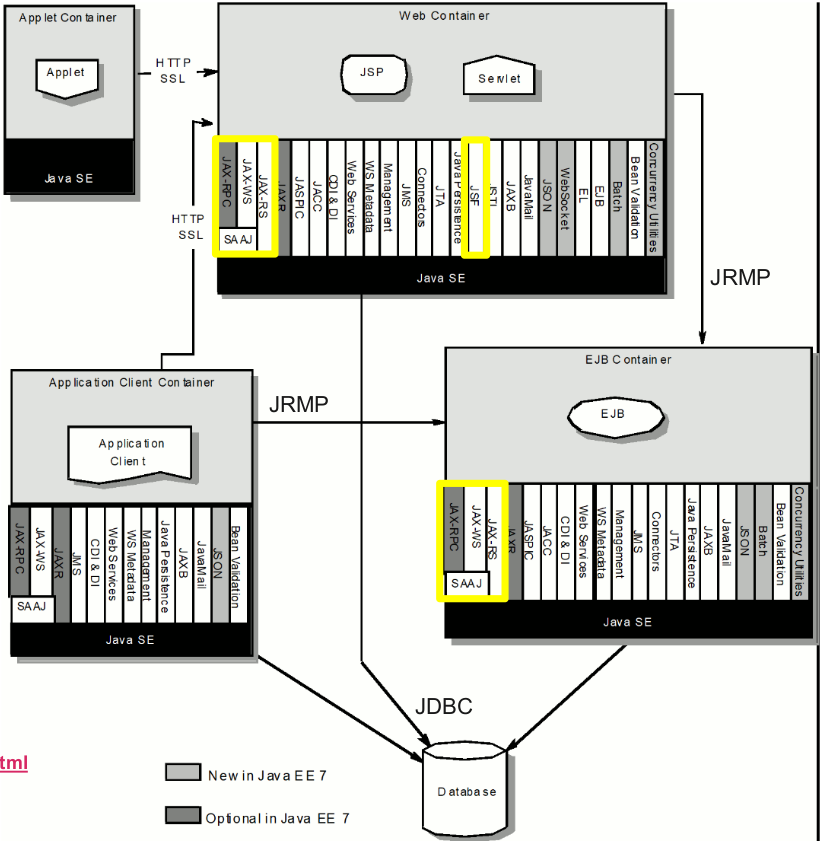 Applet Container
Applet
Java SE
HTTP
SSL
Web Container
JSP
Servlet
JAX-RPC
JAX-WS
JAX-RS
SAAJ
JAXR
JASPIC
JACC
CDI & DI
Web Services
WS Metadata
Management
JMS
Connectors
JTA
Java Persistence
JSF
JSTL
JAXB
JavaMail
JSON
WebSocket
EL
EJB
Batch
Bean Validation
Concurrency Utilities
Java SE
HTTP
SSL
JRMP
Application Client Container
Application
Client
JAX-RPC
JAX-WS
SAAJ
JAXR
JMS
CDI & DI
Web Services
WS Metadata
Management
Java Persistence
JAXB
JavaMail
JSON
Bean Validation
Java SE
JRMP
EJB Container
EJB
JAX-RPC
JAX-WS
JAX-RS
SAAJ
JAXR
JASPIC
JACC
CDI & DI
Web Services
WS Metadata
Management
JMS
Connectors
JTA
Java Persistence
JAXB
JavaMail
JSON
Batch
Bean Validation
Concurrency Utilities
Java SE
JDBC
Database
tml
New in Java EE 7
Optional in Java EE 7